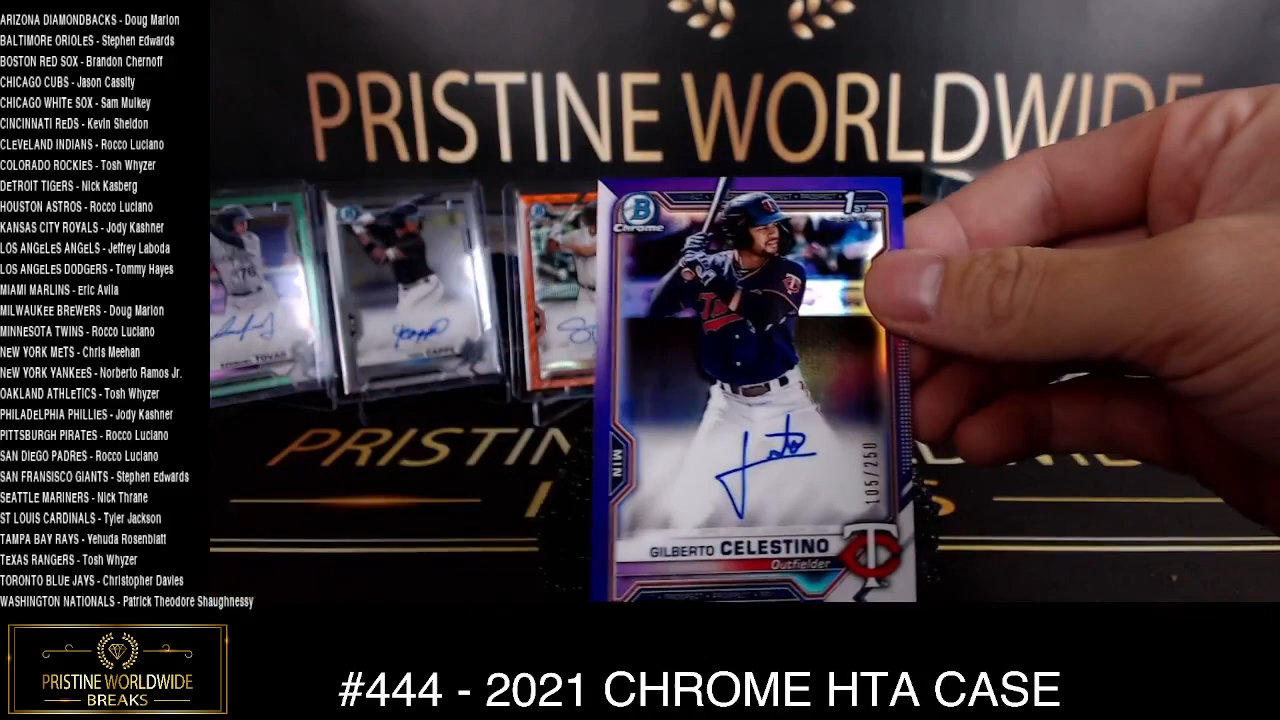 ARIZONA DIAMONDBACKS - Doug Marion
BALTIMORE ORIOLES - Stephen Edwards
BOSTON ReD SOX - Brandon Chernoff
CHICAGO CUBS - Jason Cassity
CHICAGO WHITe SOX - Sam Mulkey
CINCINNATI ReDS - Kevin Sheldon
CLeVeLAND INDIANS - Rocco Luciano
COLORADO ROCKIeS - Tosh Whyzer
DeTROIT TIGeRS - Nick Kasberg
HOUSTON ASTROS - Rocco Luciano
KANSAS CITY ROYALS - Jody Kashner
LOS ANGeLeS ANGeLS - Jeffrey Laboda
LOS ANGeLeS DODGeRS - Tommy Hayes
MIAMI MARLINS - Eric Avila
MILWAUKee BReWeRS - Doug Marion
MINNeSOTA TWINS - Rocco Luciano
NeW YORK MeTS - Chris Meehan
NeW YORK YANKeeS - Norberto Ramos Jr.
OAKLAND ATHLeTICS - Tosh Whyzer
PHILADeLPHIA PHILLIeS - Jody Kashner
PITTSBURGH PIRATeS - Rocco Luciano
SAN DIeGO PADReS - Rocco Luciano
SAN FRANSISCO GIANTS - Stephen Edwards
SeATTLe MARINeRS - Nick Thrane
ST LOUIS CARDINALS - Tyler Jackson
TAMPA BAY RAYS - Yehuda Rosenblatt
TeXAS RANGeRS - Tosh Whyzer
TORONTO BLUe JAYS - Christopher Davies
WASHINGTON NATIONALS - Patrick Theodore Shaughnessy
PRISTINE WORLDWIDE
B
Chrome
1ST
MIN
105/250
GILBERTO CELESTINO
Outfielder
TOVAR
CAPPE
PRISTIN
PRISTINE WORLDWIDE
BREAKS
#444 - 2021 CHROME HTA CASE